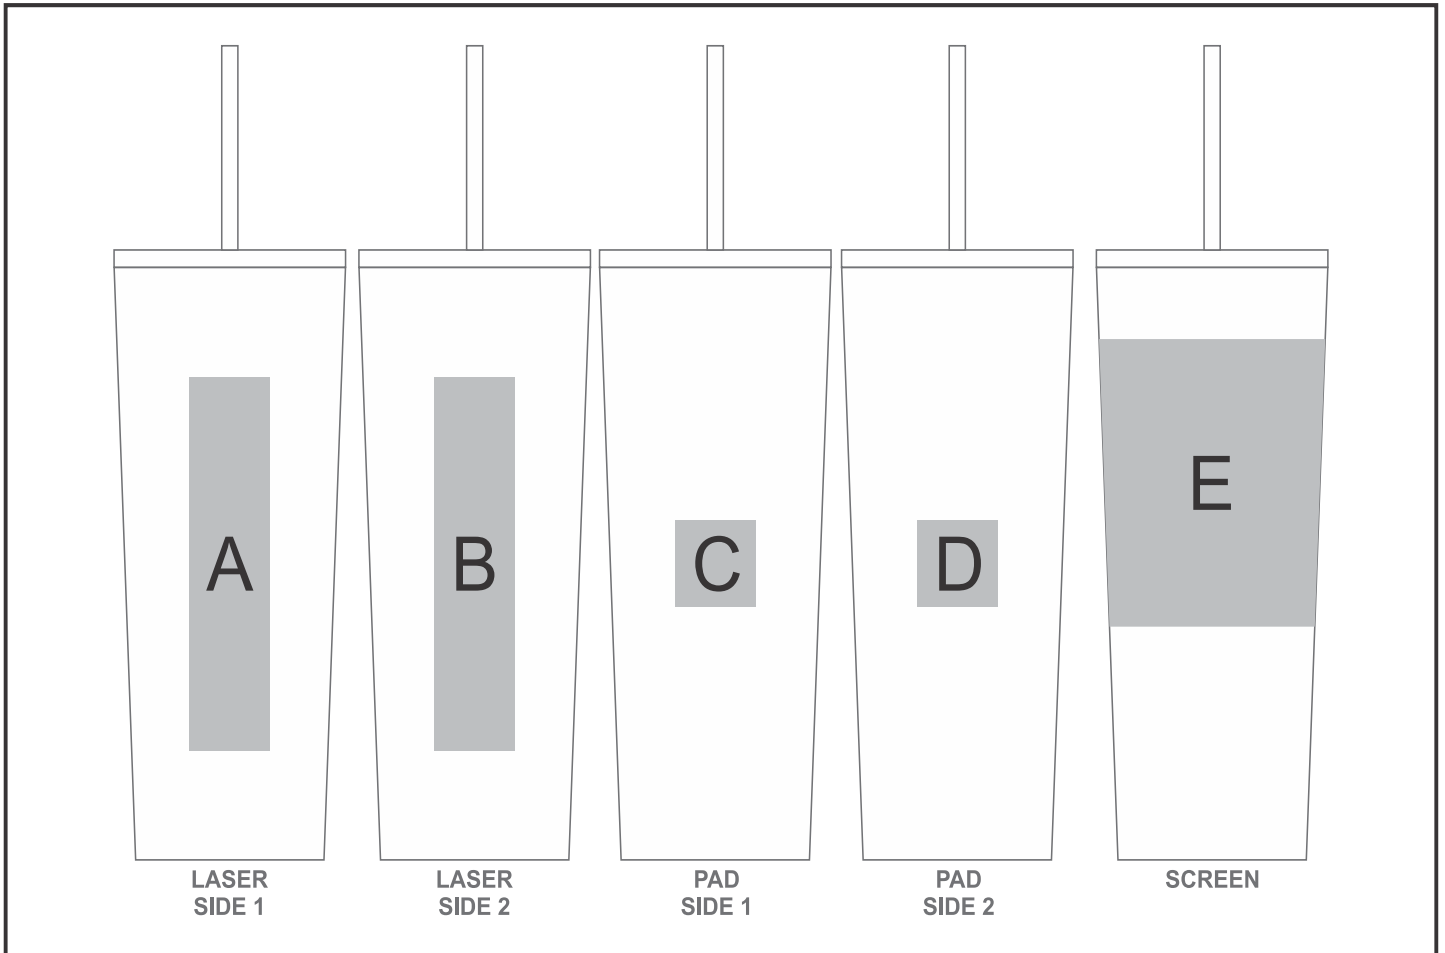 A
B
C
D
E
LASER
SIDE 1
LASER
SIDE 2
PAD
SIDE 1
PAD
SIDE 2
SCREEN